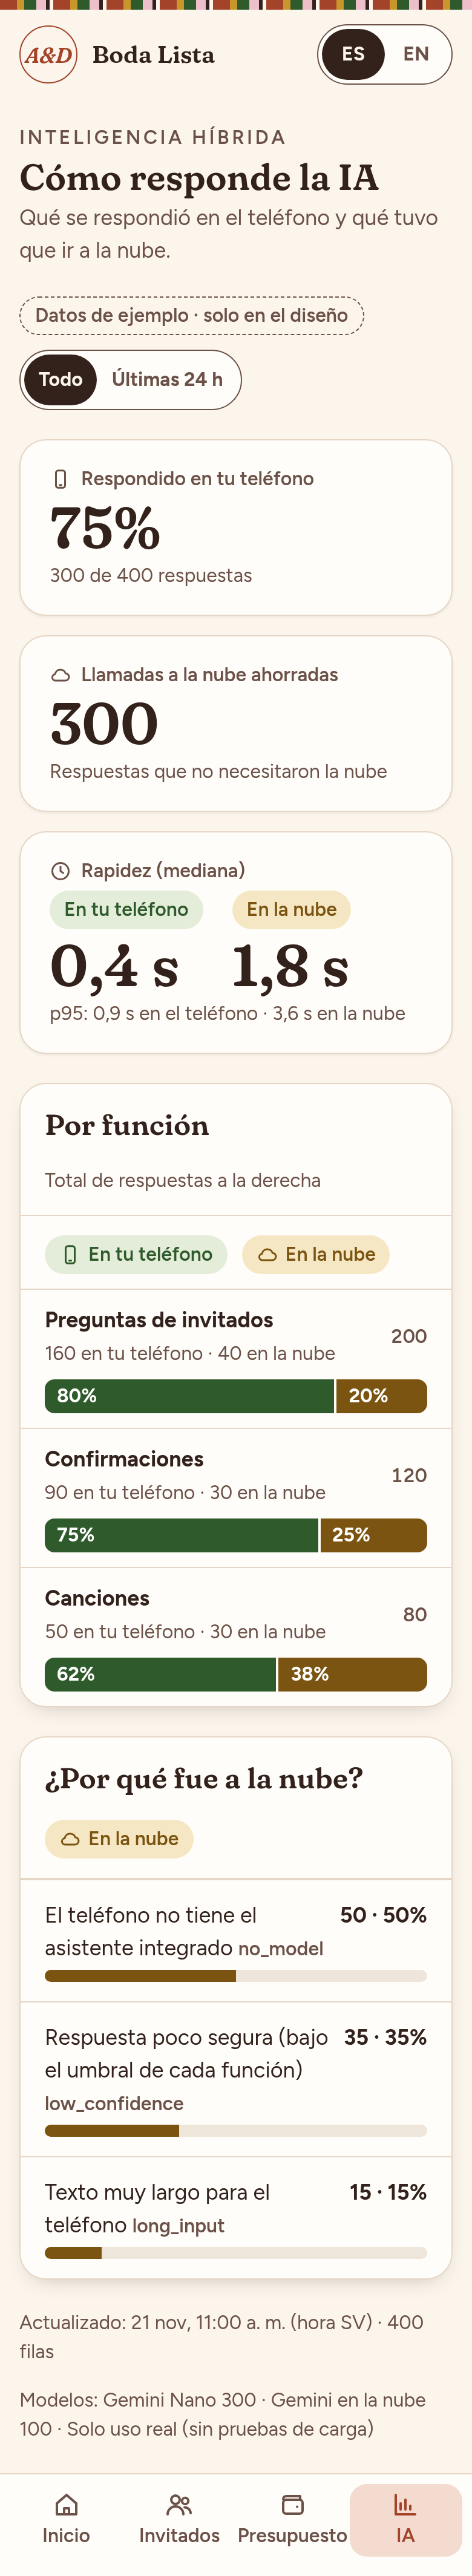 A&D Boda Lista ES EN
INTELIGENCIA HÍBRIDA
Cómo responde la IA
Qué se respondió en el teléfono y qué tuvo
que ir a la nube.
Datos de ejemplo · solo en el diseño
Todo Últimas 24 h
Respondido en tu teléfono
75%
300 de 400 respuestas
Llamadas a la nube ahorradas
300
Respuestas que no necesitaron la nube
Rapidez (mediana)
En tu teléfono En la nube
0,4 s 1,8 s
p95: 0,9 s en el teléfono · 3,6 s en la nube
Por función
Total de respuestas a la derecha
En tu teléfono En la nube
Preguntas de invitados
200
160 en tu teléfono · 40 en la nube
80% 20%
Confirmaciones
120
90 en tu teléfono · 30 en la nube
75% 25%
Canciones
80
50 en tu teléfono · 30 en la nube
62% 38%
¿Por qué fue a la nube?
En la nube
El teléfono no tiene el 50 · 50%
asistente integrado no_model
Respuesta poco segura (bajo 35 · 35%
el umbral de cada función)
low_confidence
Texto muy largo para el 15 · 15%
teléfono long_input
Actualizado: 21 nov, 11:00 a. m. (hora SV) · 400
filas
Modelos: Gemini Nano 300 · Gemini en la nube
100 · Solo uso real (sin pruebas de carga)
Inicio Invitados Presupuesto IA